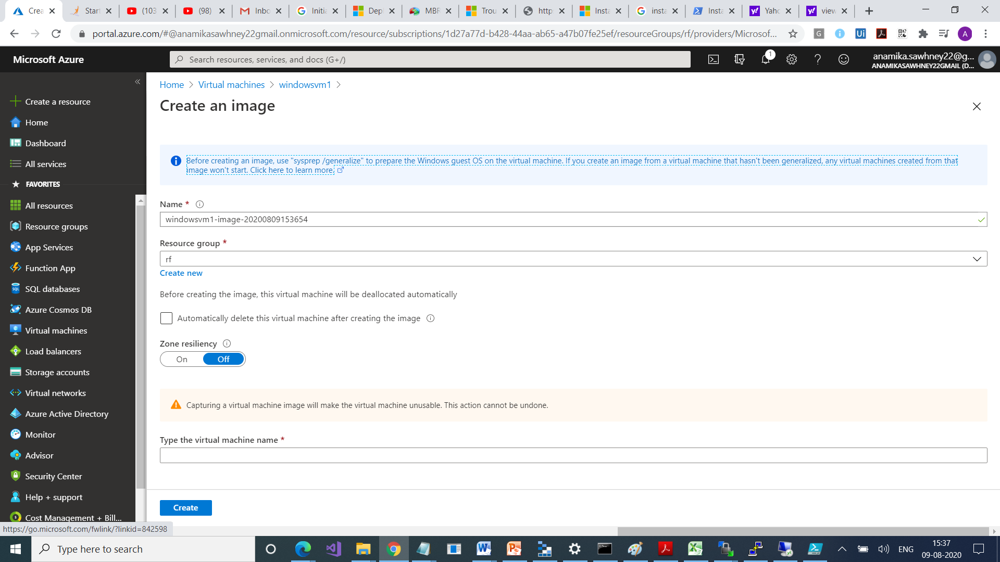 Crea
Start
(103
(98)
Inbo
Initia
Depl
MBR
Trou
http
Insta
insta
Insta
Yaho
view
portal.azure.com/#@anamikasawhney22gmail.onmicrosoft.com/resource/subscriptions/1d27a77d-b428-44aa-ab65-a47b07fe25ef/resourceGroups/rf/providers/Microsof...
G
Ui
A
Microsoft Azure
Search resources, services, and docs (G+/)
1
anamika.sawhney22@g...
ANAMIKASAWHNEY22GMAIL (D...
Create a resource
Home
Dashboard
All services
FAVORITES
All resources
Resource groups
App Services
Function App
SQL databases
Azure Cosmos DB
Virtual machines
Load balancers
Storage accounts
Virtual networks
Azure Active Directory
Monitor
Advisor
Security Center
Help + support
Cost Management + Bill...
Home > Virtual machines > windowsvm1 >
Create an image
Before creating an image, use "sysprep /generalize" to prepare the Windows guest OS on the virtual machine. If you create an image from a virtual machine that hasn't been generalized, any virtual machines created from that
image won't start. Click here to learn more.
Name *
windowsvm1-image-20200809153654
Resource group *
rf
Create new
Before creating the image, this virtual machine will be deallocated automatically
Automatically delete this virtual machine after creating the image
Zone resiliency
On Off
Capturing a virtual machine image will make the virtual machine unusable. This action cannot be undone.
Type the virtual machine name *
Create
https://go.microsoft.com/fwlink/?linkid=842598
Type here to search
ENG
15:37
09-08-2020